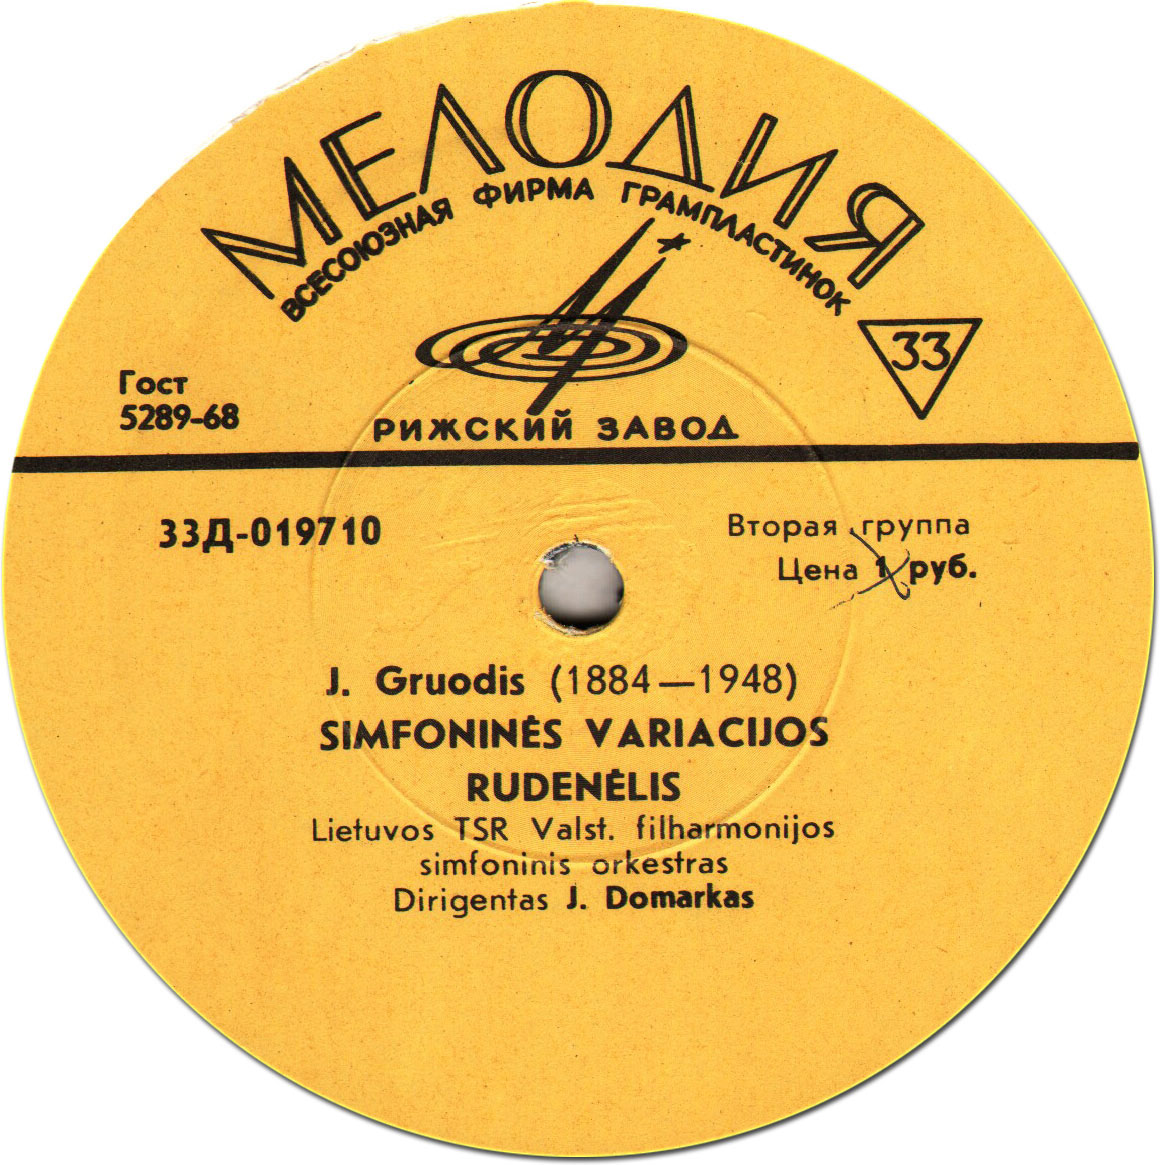 МЕЛОДИЯ
ВСЕСОЮЗНАЯ ФИРМА ГРАМПЛАСТИНОК
33
Гост
5289-68
РИЖСКИЙ ЗАВОД
33Д-019710
Вторая группа
Цена 1 руб.
J. Gruodis (1884—1948)
SIMFONINĖS VARIACIJOS
RUDENĖLIS
Lietuvos TSR Valst. filharmonijos
simfoninis orkestras
Dirigentas J. Domarkas